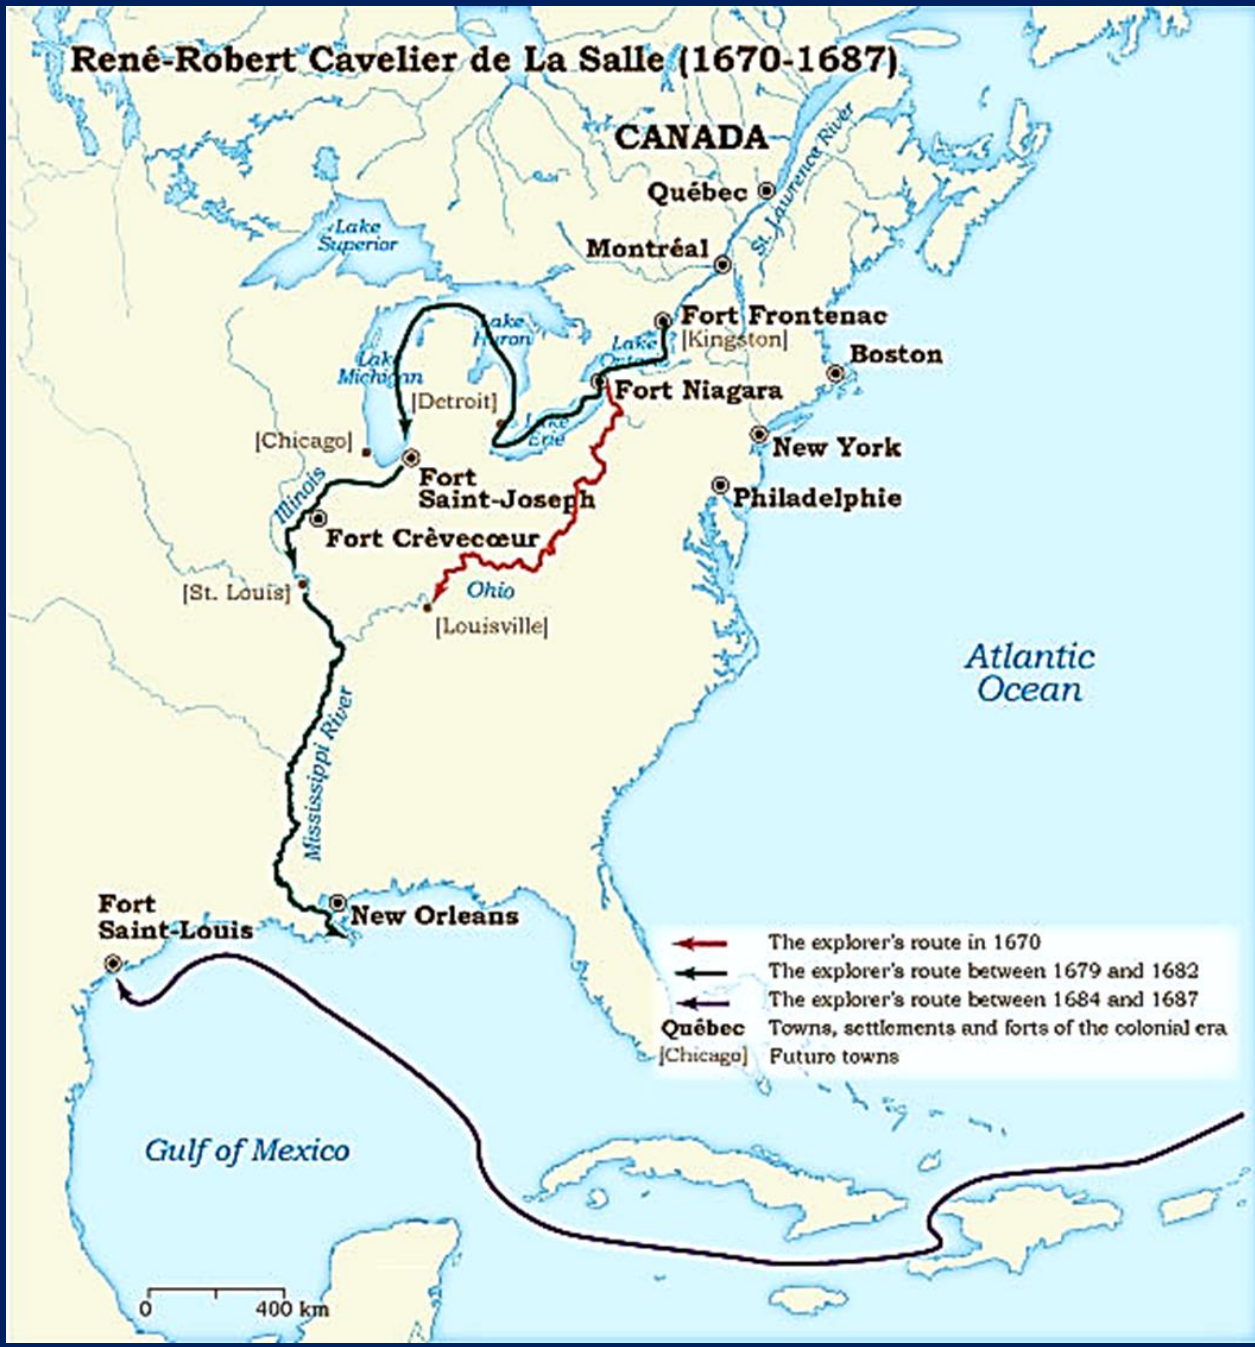 René-Robert Cavelier de La Salle (1670-1687)
CANADA
St. Lawrence River
Québec
Lake
Superior
Montréal
Fort Frontenac
[Kingston]
Lake
Huron
Lake
Ontario
Boston
Lake
Michigan
[Detroit]
Fort Niagara
Lake
Erie
[Chicago]
New York
Fort
Saint-Joseph
Illinois
Philadelphie
Fort Crèvecœur
[St. Louis]
Ohio
[Louisville]
Atlantic
Ocean
Mississippi River
Fort
Saint-Louis
New Orleans
The explorer's route in 1670
The explorer's route between 1679 and 1682
The explorer's route between 1684 and 1687
Québec Towns, settlements and forts of the colonial era
[Chicago] Future towns
Gulf of Mexico
0 400 km